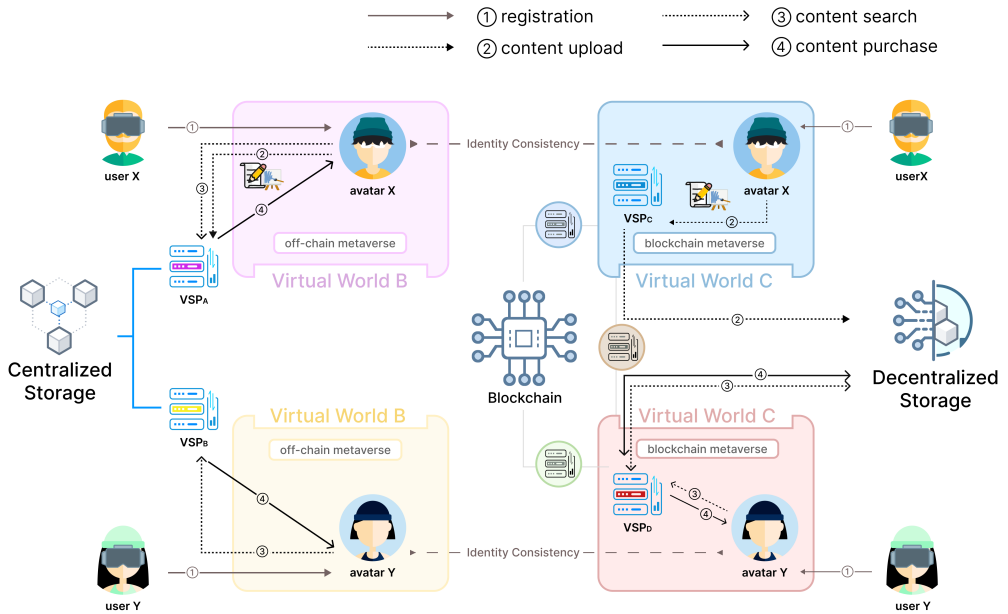 ① registration
③ content search
② content upload
④ content purchase
user X
①
②
③
④
avatar X
off-chain metaverse
Virtual World B
VSPA
Identity Consistency
avatar X
①
userX
VSPC
②
blockchain metaverse
Virtual World C
②
Centralized
Storage
Blockchain
Decentralized
Storage
④
③
VSPB
Virtual World B
off-chain metaverse
④
③
avatar Y
①
user Y
Identity Consistency
Virtual World C
blockchain metaverse
VSPD
③
④
avatar Y
①
user Y